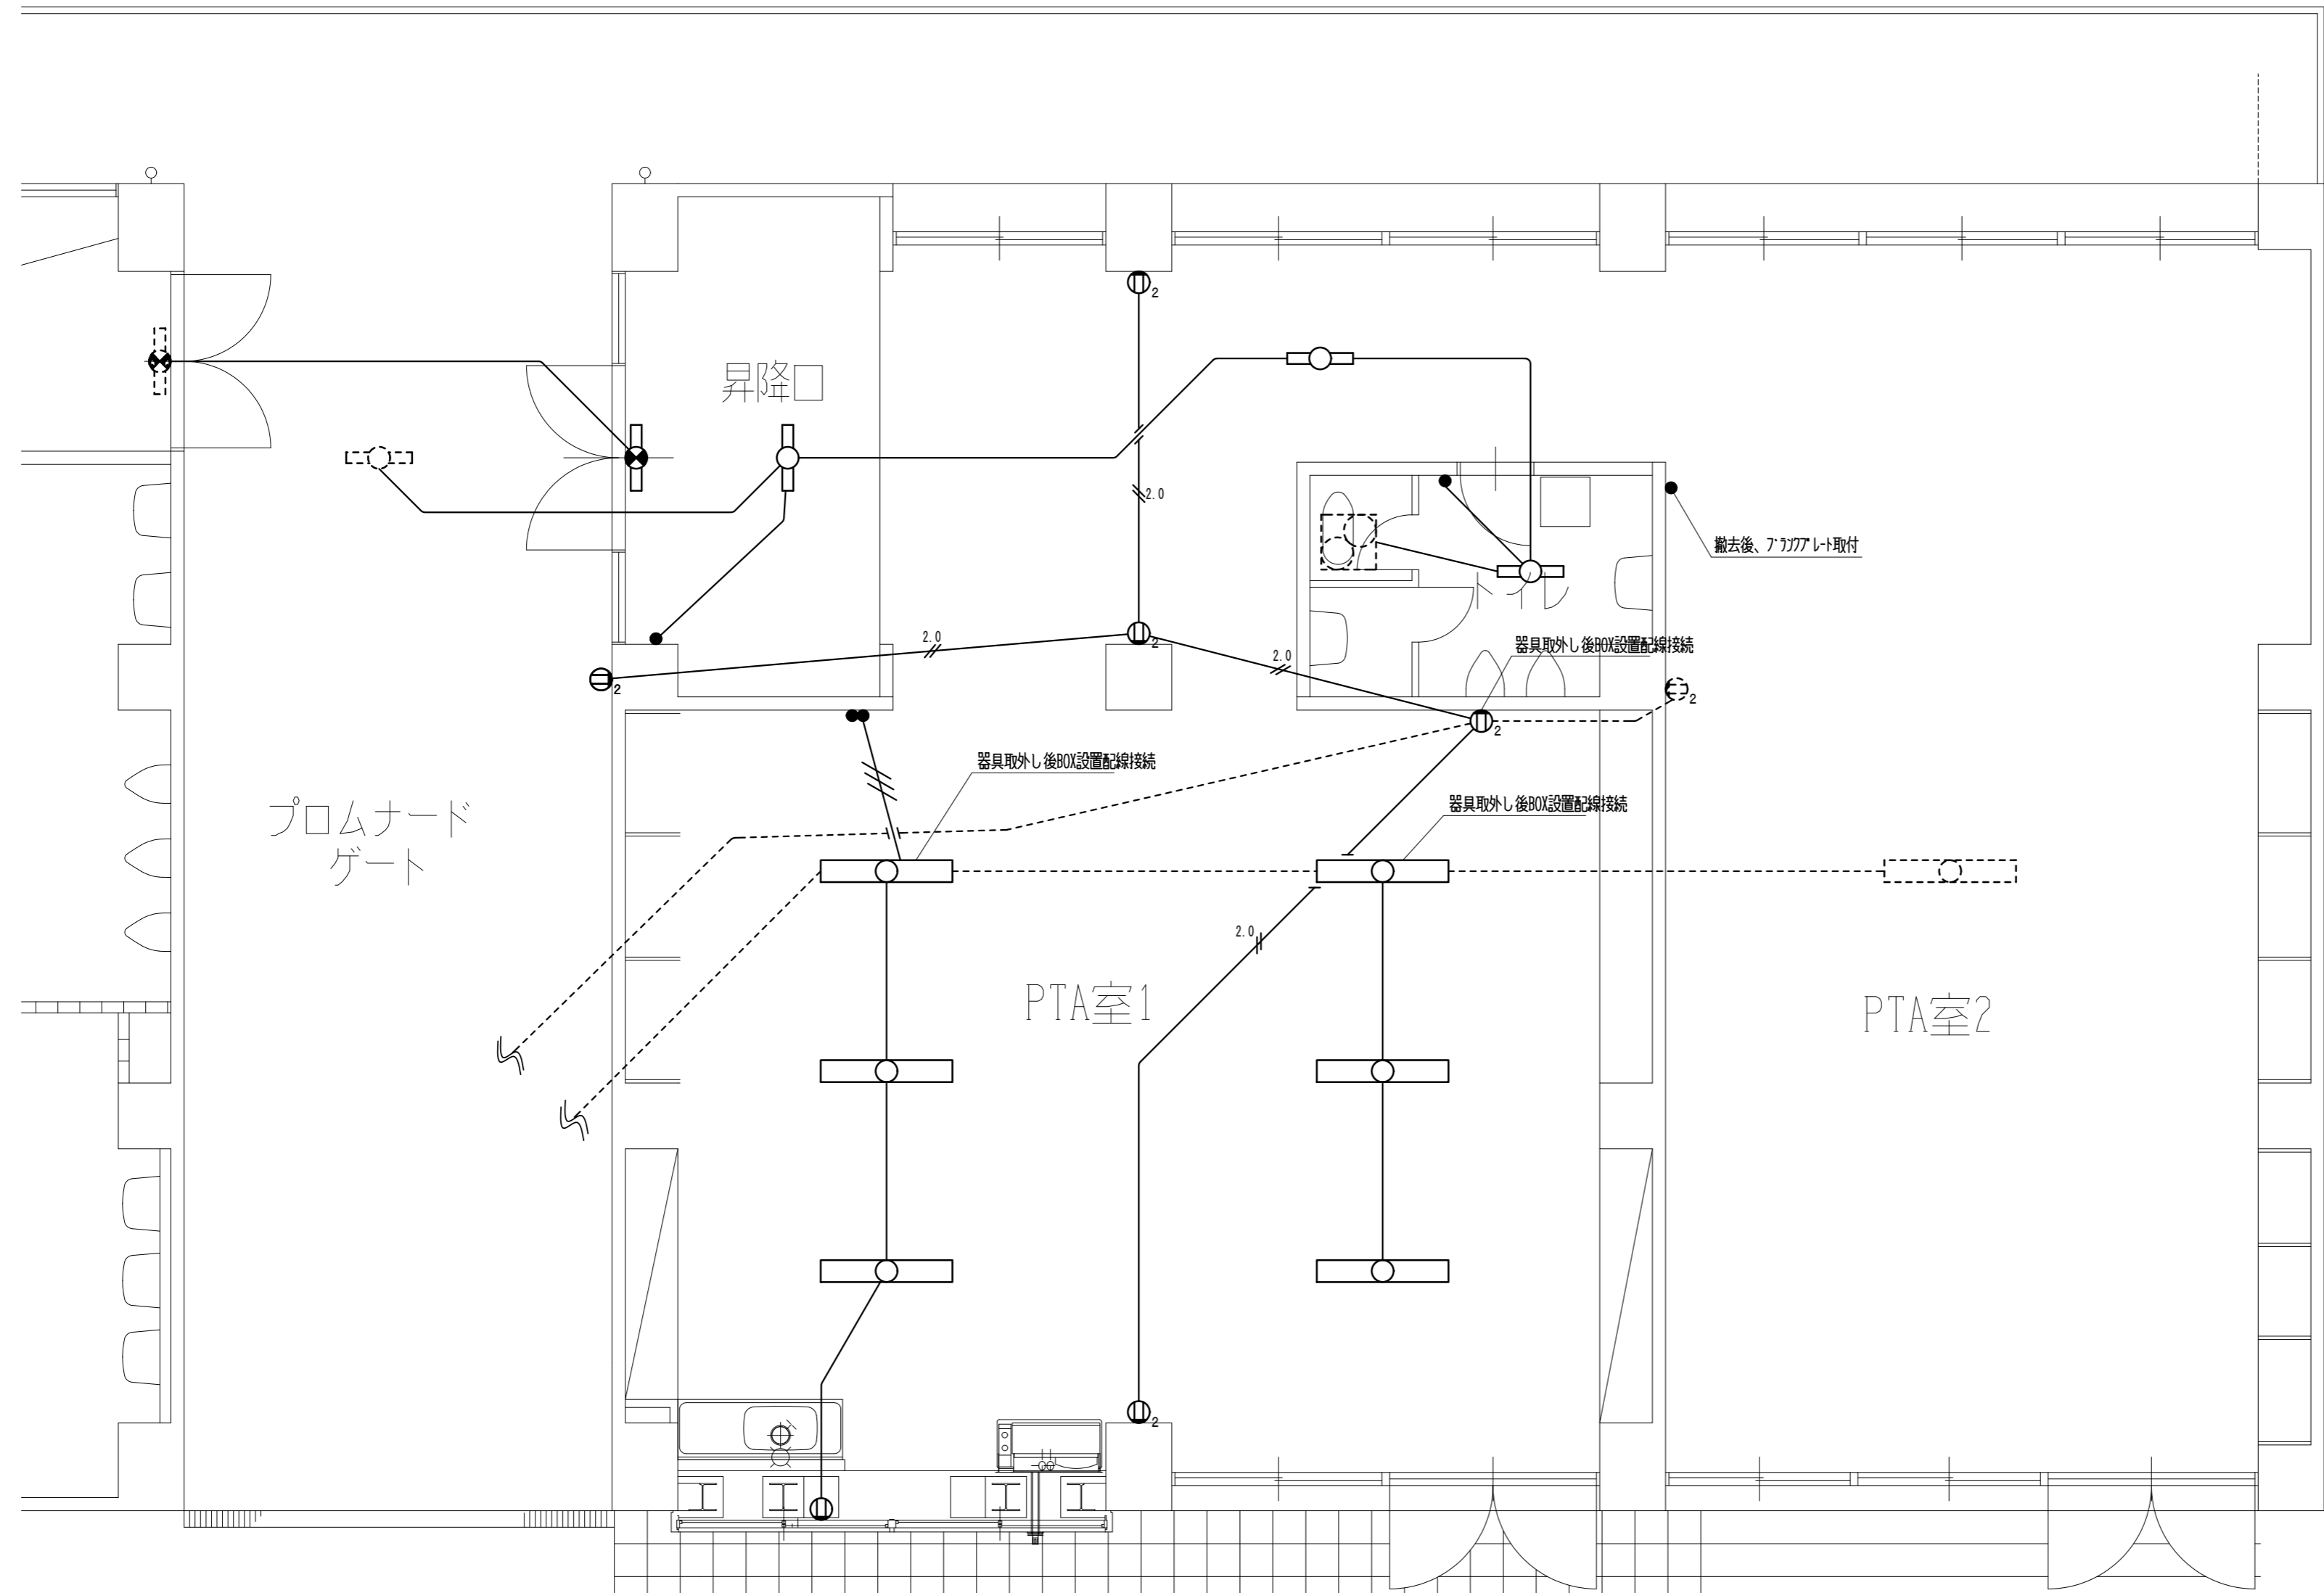 2
昇降口
2.0
撤去後、ブランクプレート取付
トイレ
2.0
2
器具取外し後BOX設置配線接続
2.0
2
2
2
器具取外し後BOX設置配線接続
器具取外し後BOX設置配線接続
プロムナード
ゲート
2.0
PTA室1
PTA室2
2